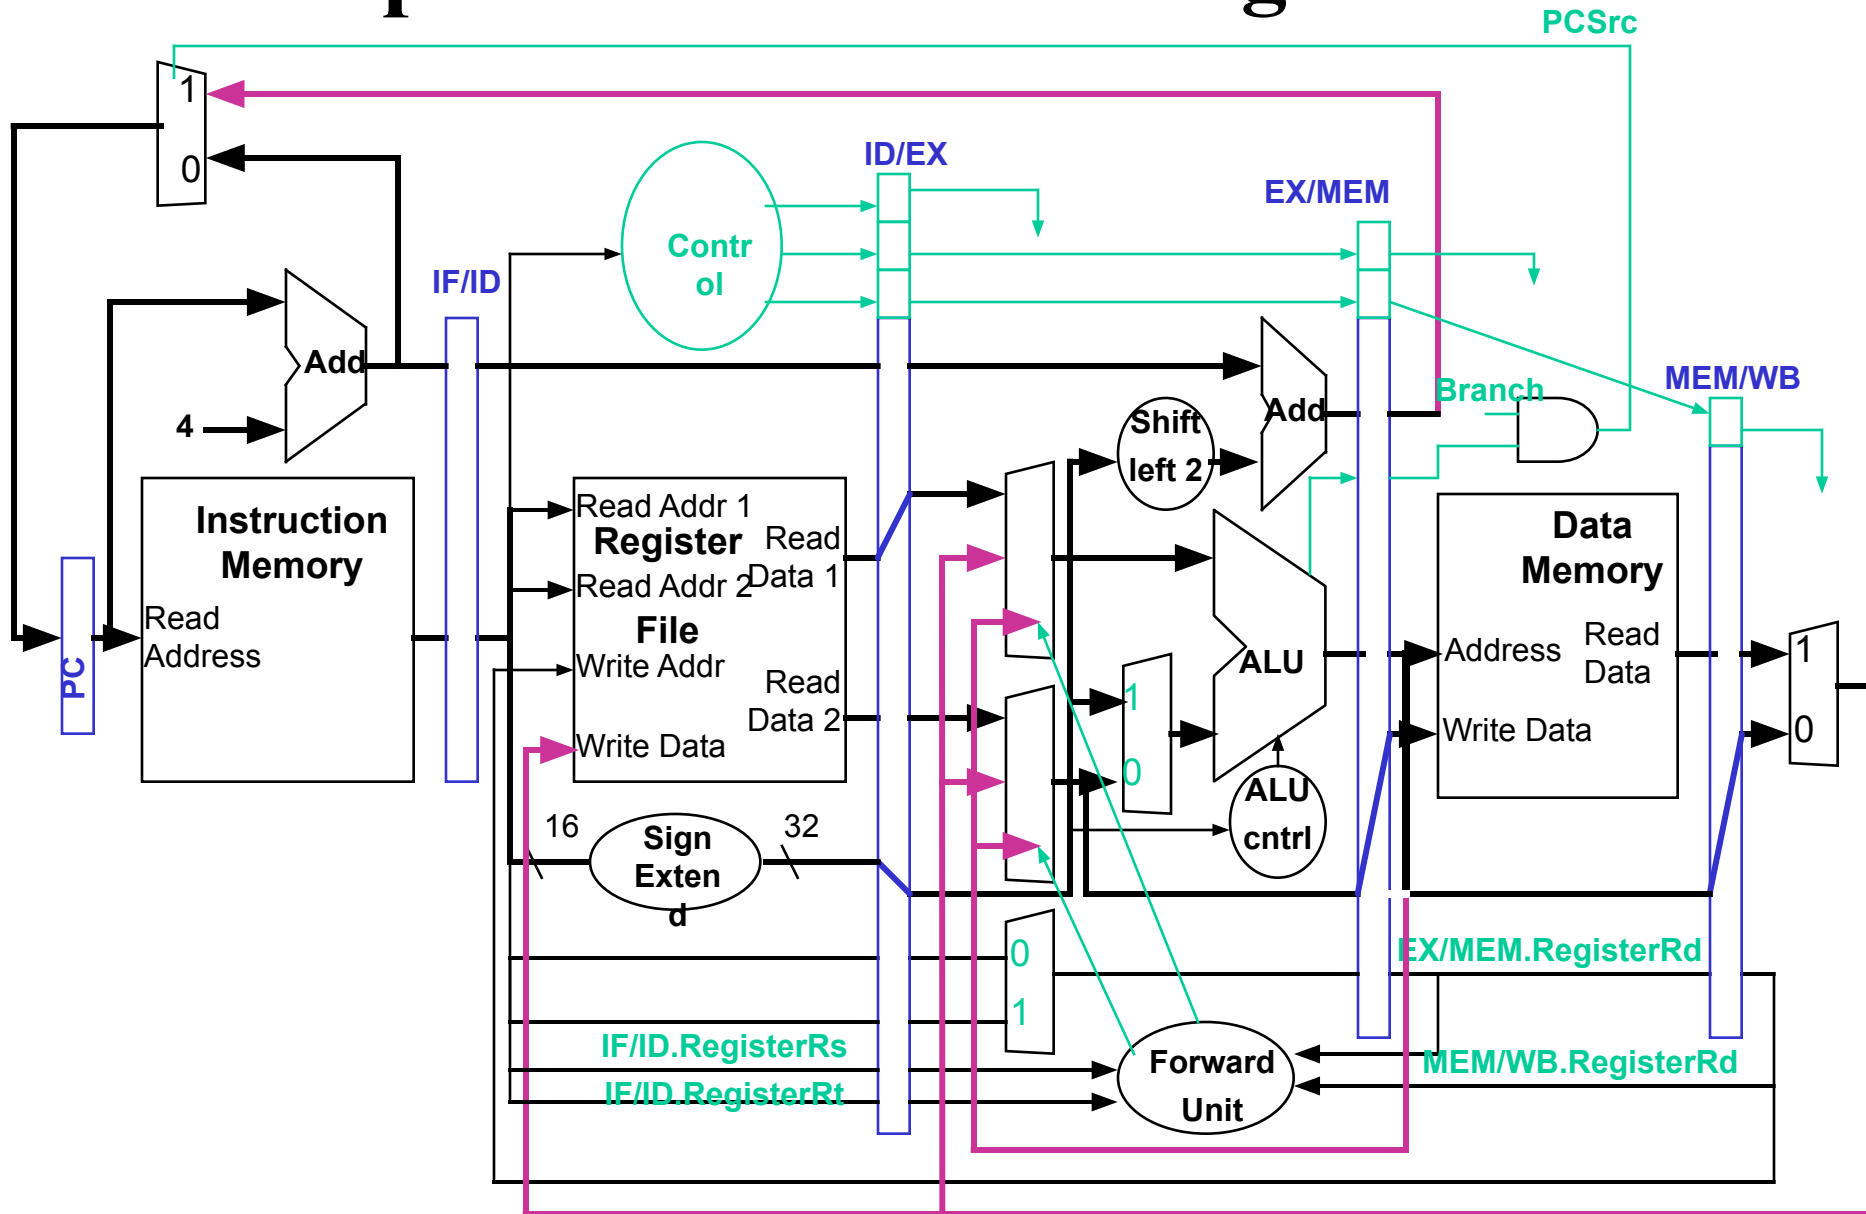 PCSrc
1
0
ID/EX
EX/MEM
Contr
ol
IF/ID
Add
4
MEM/WB
Branch
Shift
left 2
Add
Instruction
Memory
Read
Address
PC
Read Addr 1
Register
Read
Data 1
Read Addr 2
File
Write Addr
Read
Data 2
Write Data
16
Sign
Exten
d
32
1
0
ALU
ALU
cntrl
Data
Memory
Address
Read
Data
Write Data
1
0
0
1
EX/MEM.RegisterRd
IF/ID.RegisterRs
IF/ID.RegisterRt
Forward
Unit
MEM/WB.RegisterRd